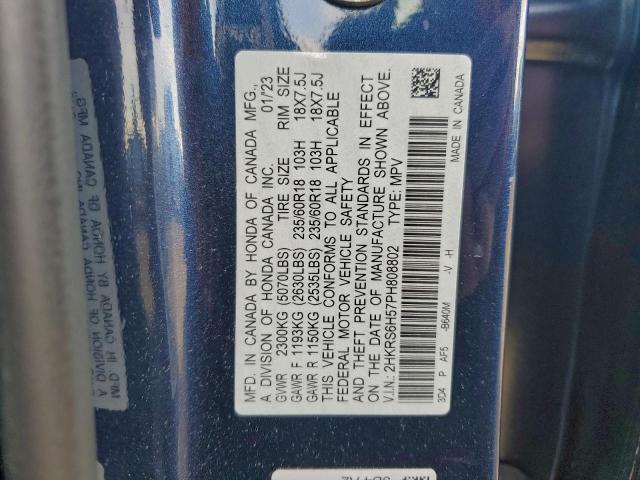 MFD. IN CANADA BY HONDA OF CANADA MFG.,
A DIVISION OF HONDA CANADA INC. 01/23
GVWR 2300KG (5070LBS) TIRE SIZE RIM SIZE
GAWR F 1193KG (2630LBS) 235/60R18 103H 18X7.5J
GAWR R 1150KG (2535LBS) 235/60R18 103H 18X7.5J
THIS VEHICLE CONFORMS TO ALL APPLICABLE
FEDERAL MOTOR VEHICLE SAFETY
AND THEFT PREVENTION STANDARDS IN EFFECT
ON THE DATE OF MANUFACTURE SHOWN ABOVE.
V.I.N.: 2HKRS6H57PH808802 TYPE: MPV
3D4 P AF5 -B640M -V -H MADE IN CANADA